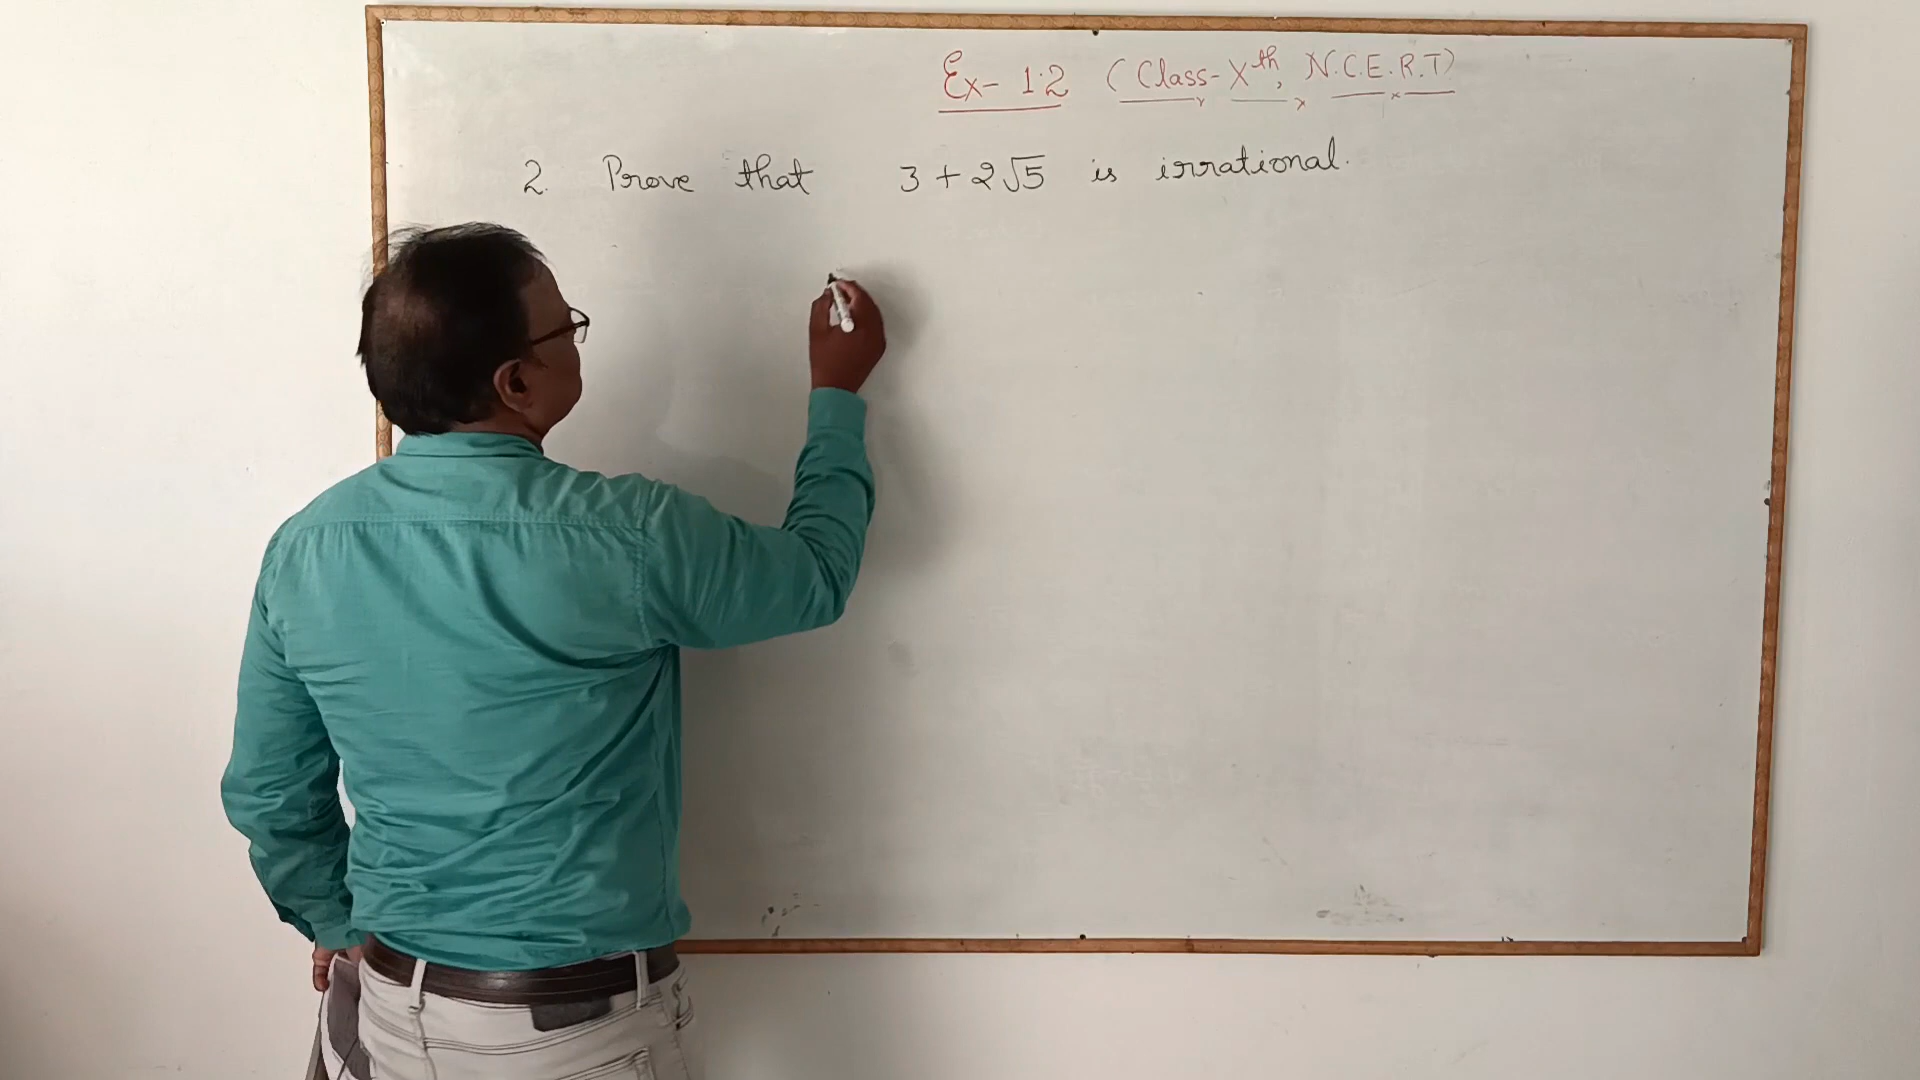 Ex- 1.2 (Class-Xth, N.C.E.R.T)
2. Prove that 3+2√5 is irrational.